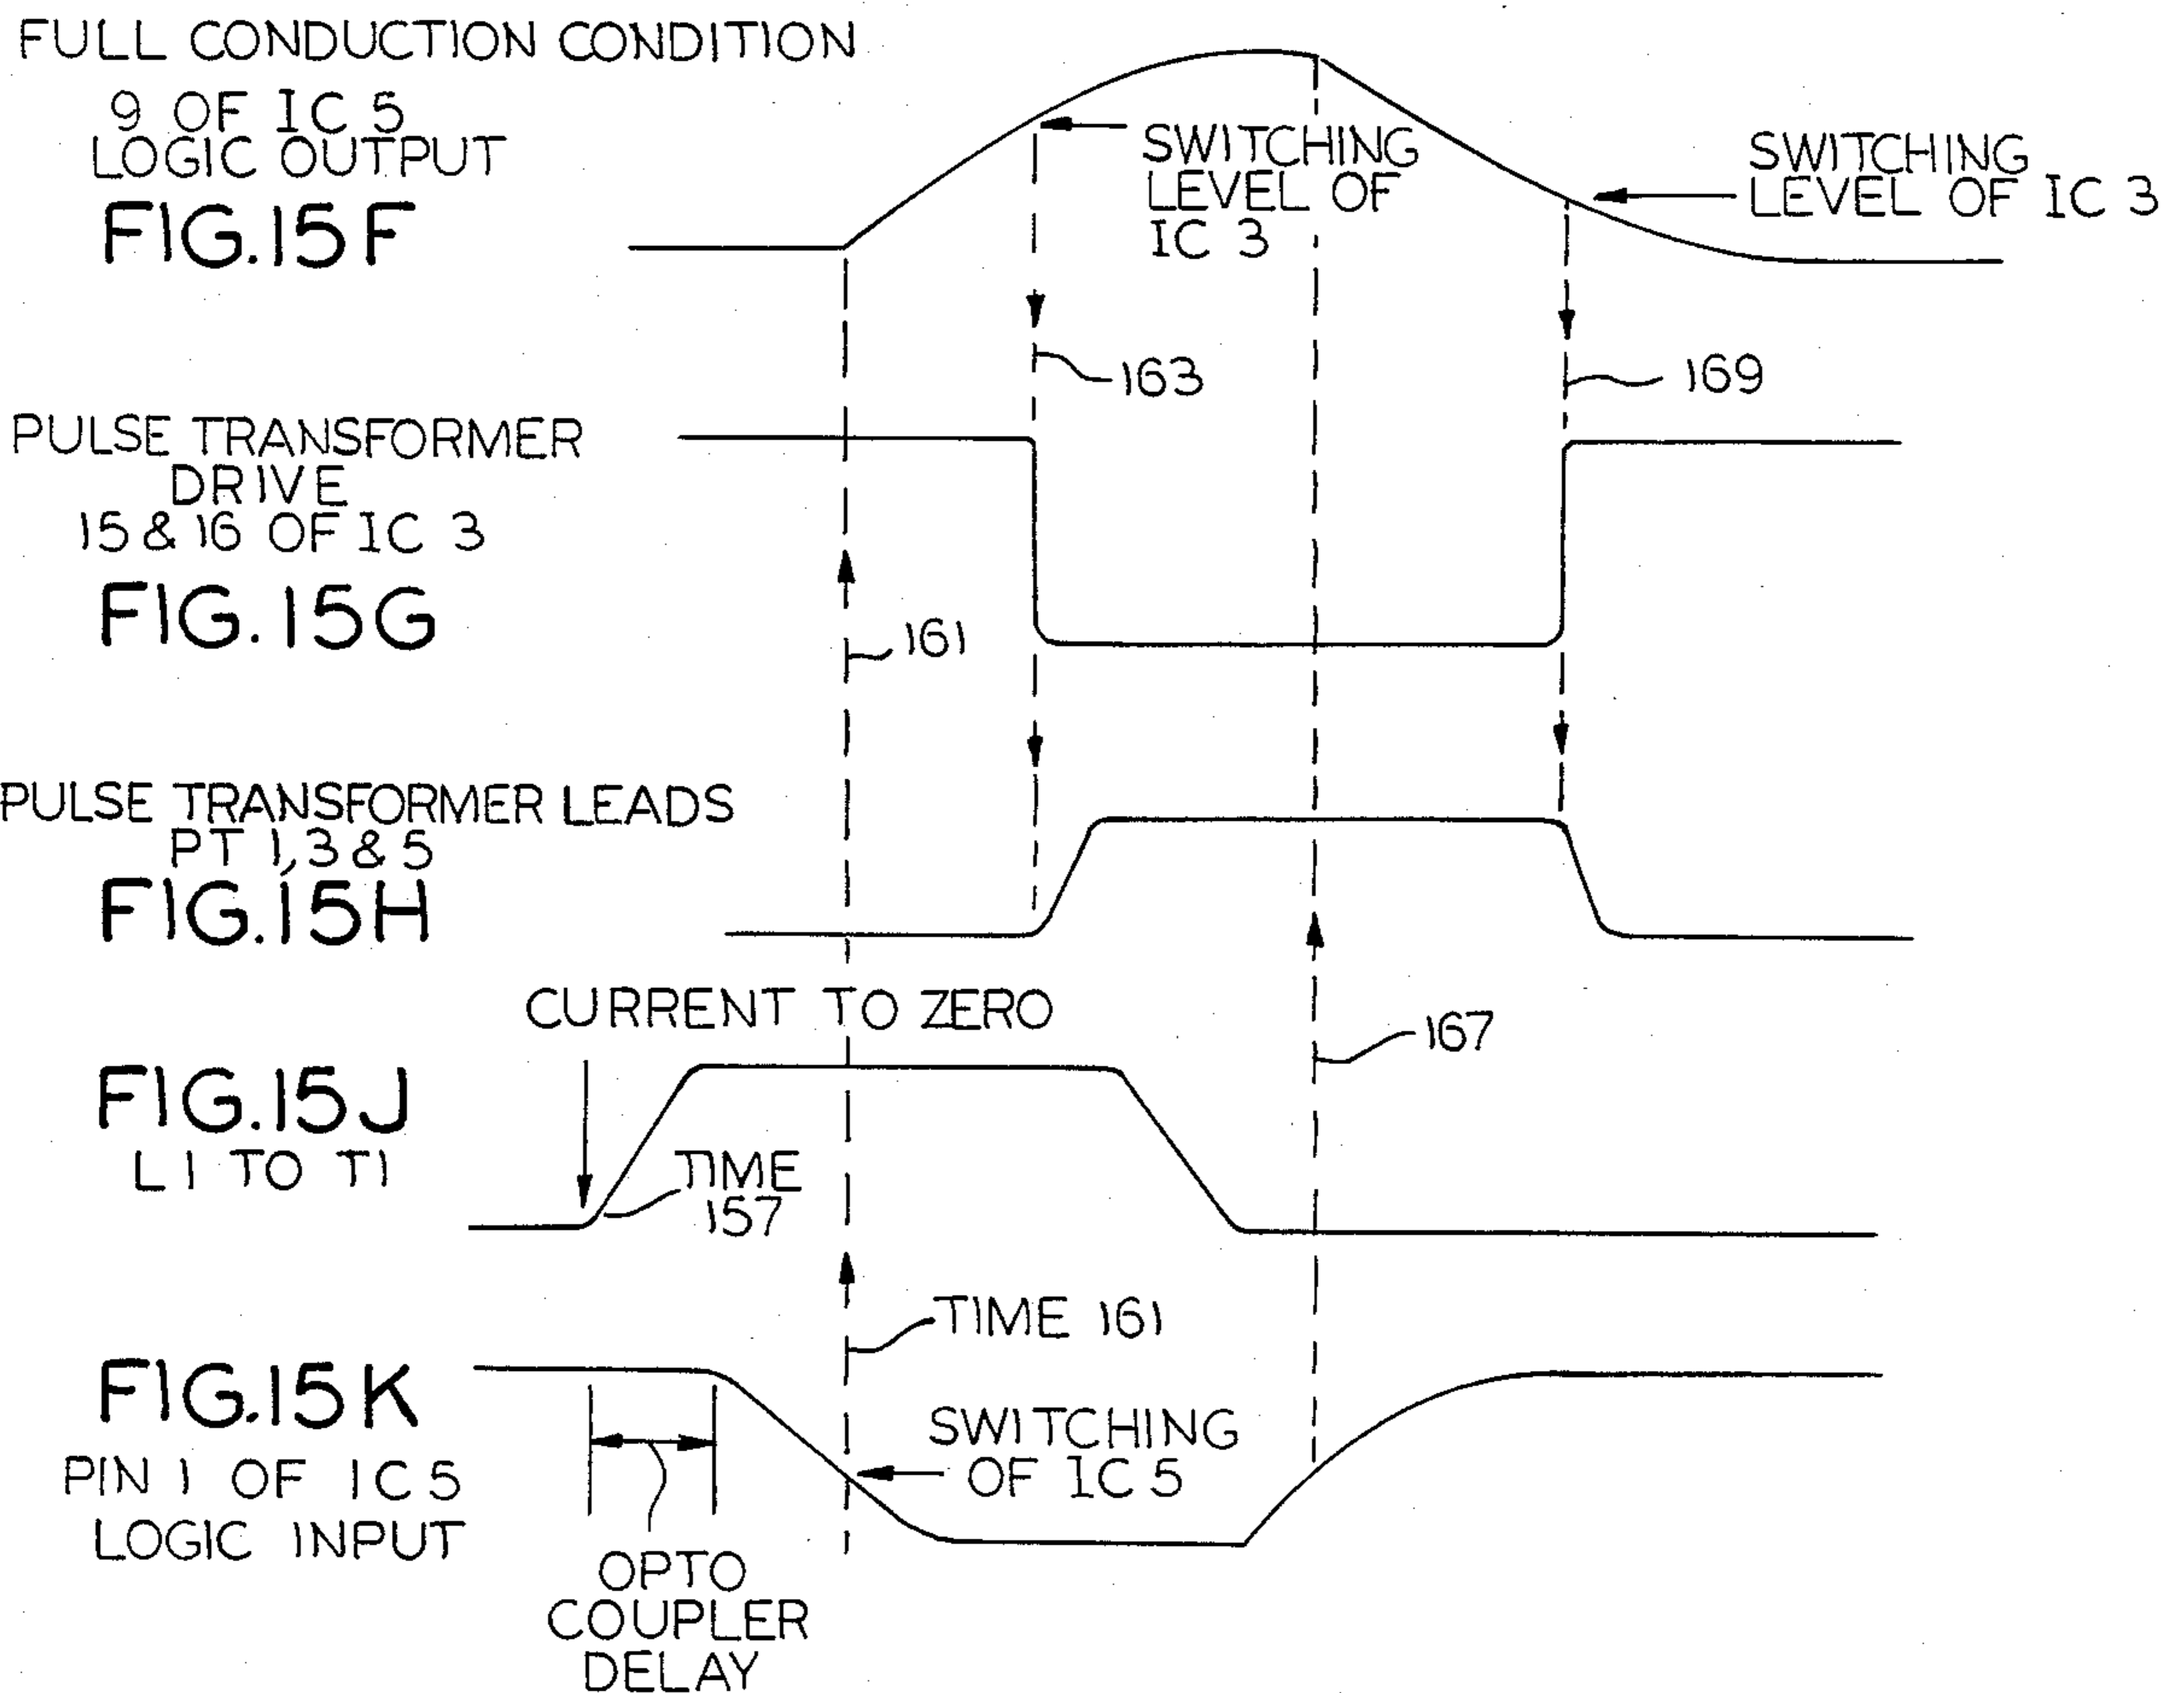 FULL CONDUCTION CONDITION
9 OF IC 5
LOGIC OUTPUT
FIG.15F
SWITCHING
LEVEL OF
IC 3
SWITCHING
LEVEL OF IC 3
163
169
PULSE TRANSFORMER
DRIVE
15 & 16 OF IC 3
FIG.15G
161
PULSE TRANSFORMER LEADS
PT 1,3 & 5
FIG.15H
CURRENT TO ZERO
167
FIG.15J
L1 TO T1
TIME
157
TIME 161
FIG.15K
PIN 1 OF IC 5
LOGIC INPUT
SWITCHING
OF IC 5
OPTO
COUPLER
DELAY